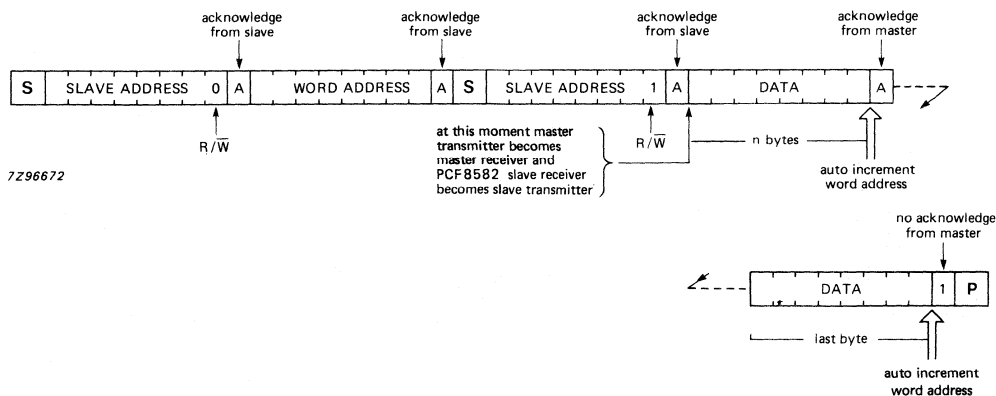 acknowledge
from slave
acknowledge
from slave
acknowledge
from slave
acknowledge
from master
S SLAVE ADDRESS 0 A WORD ADDRESS A S SLAVE ADDRESS 1 A DATA A
R/W̅
at this moment master
transmitter becomes
master receiver and
PCF8582 slave receiver
becomes slave transmitter
R/W̅
n bytes
auto increment
word address
7Z96672
no acknowledge
from master
DATA 1 P
last byte
auto increment
word address